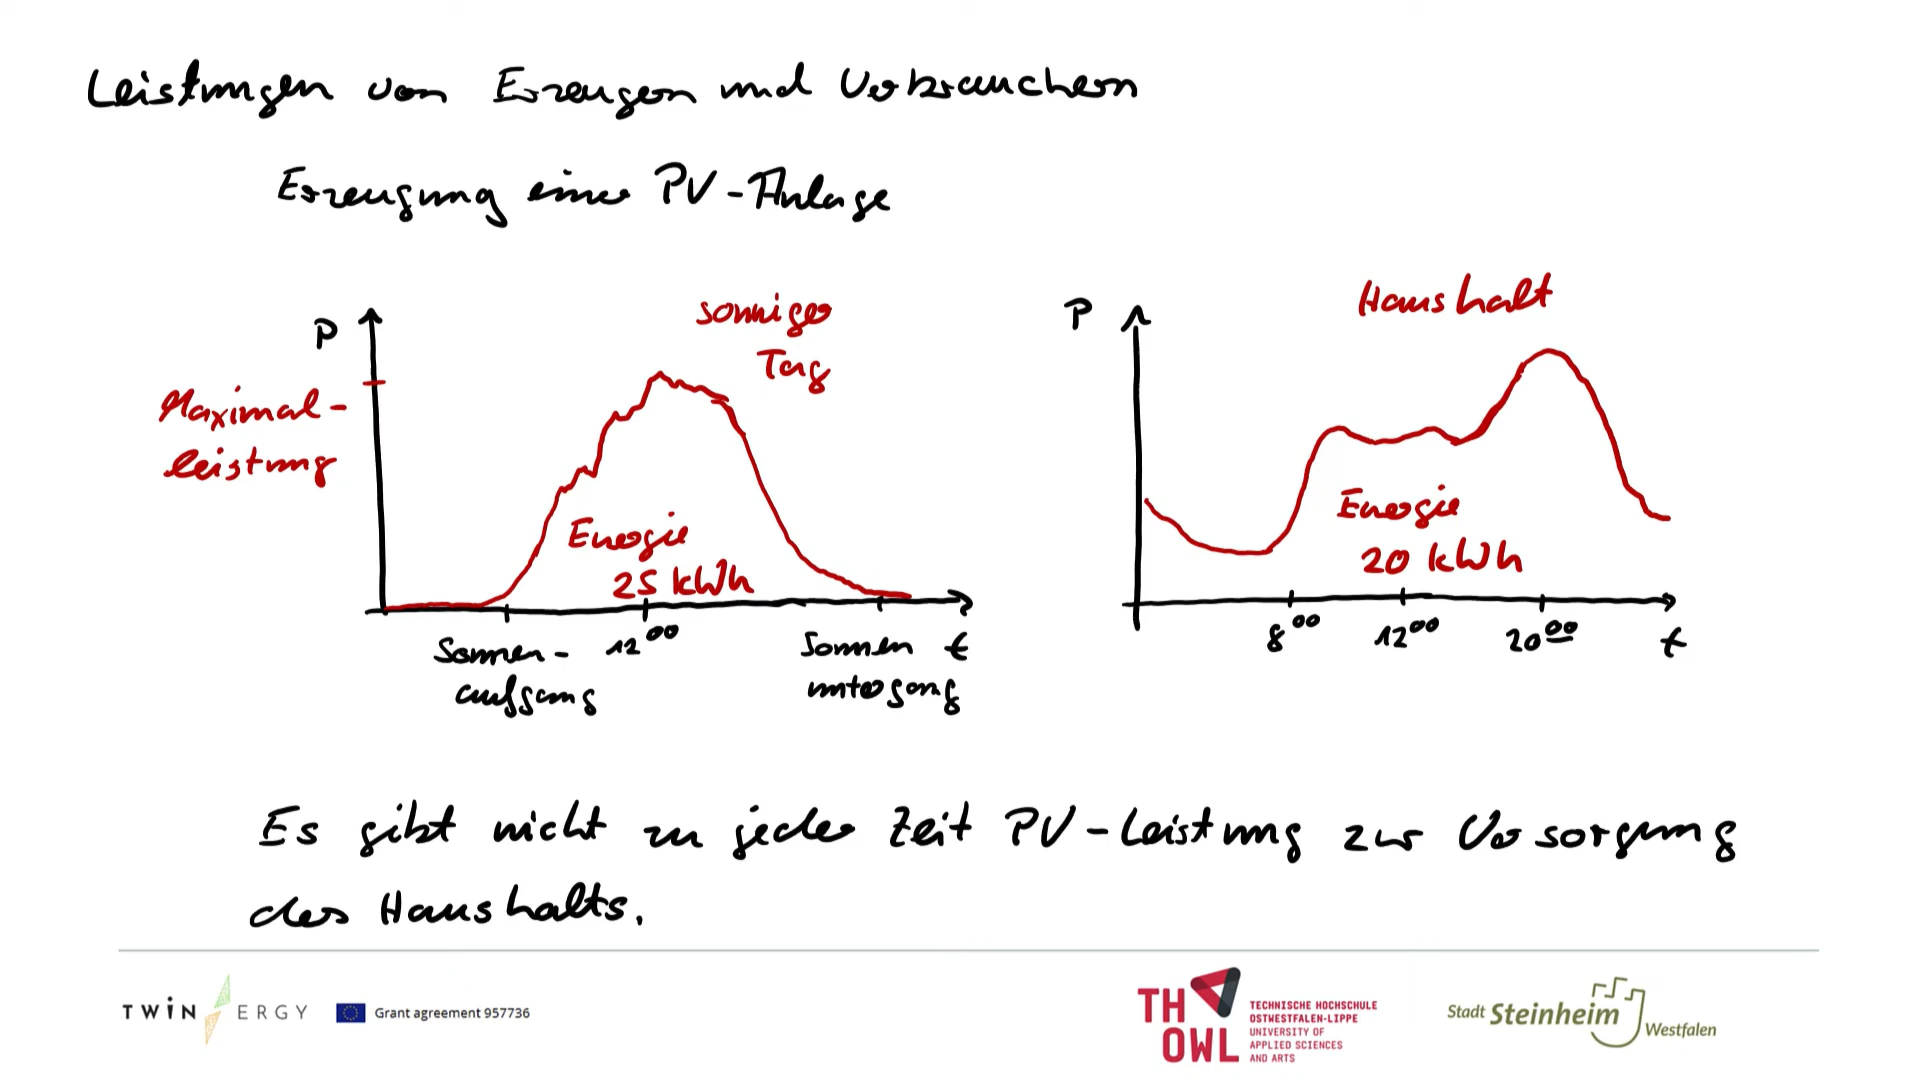 Leistungen von Erzeugern und Verbrauchern
Erzeugung einer PV-Anlage
P
sonniger
Tag
Maximal-
leistung
Energie
25 kWh
Sonnen-
aufgang
12⁰⁰
Sonnen
untergang
t
P
Haushalt
Energie
20 kWh
8⁰⁰
12⁰⁰
20⁰⁰
t
Es gibt nicht zu jeder Zeit PV-Leistung zur Versorgung
des Haushalts.
TWINERGY
Grant agreement 957736
TH
OWL
TECHNISCHE HOCHSCHULE
OSTWESTFALEN-LIPPE
UNIVERSITY OF
APPLIED SCIENCES
AND ARTS
Stadt Steinheim
Westfalen